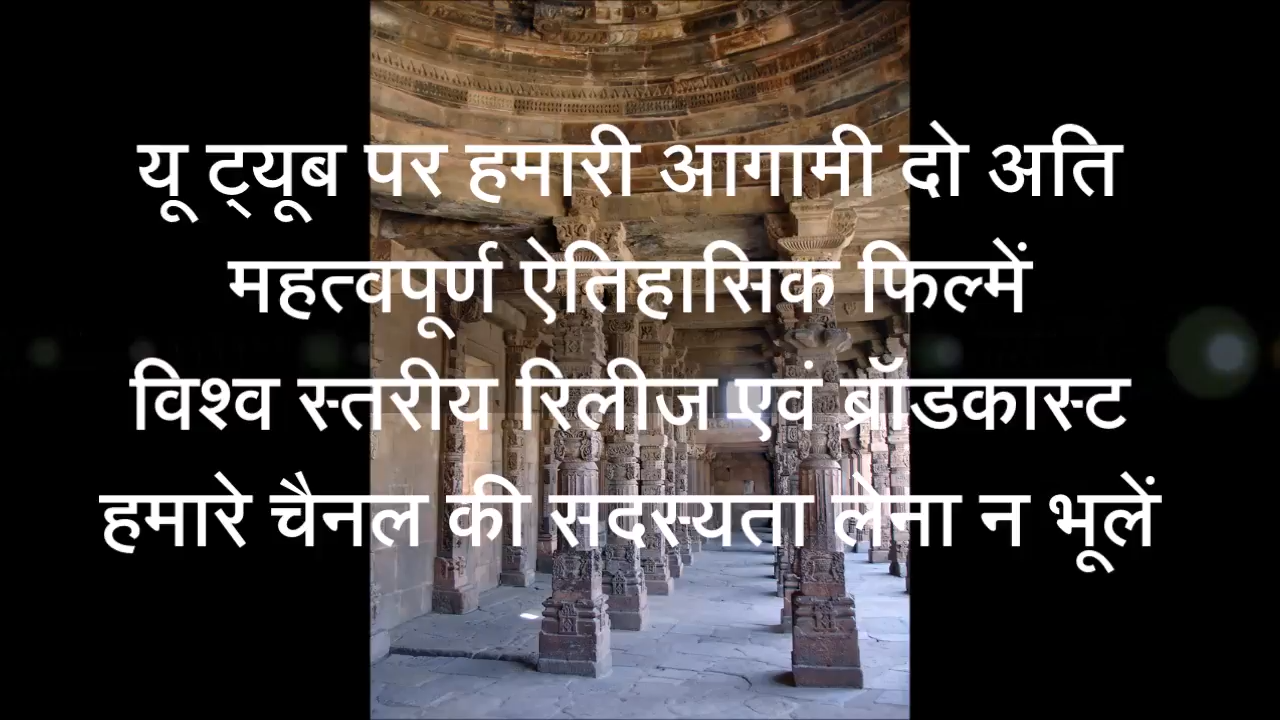 यू ट्यूब पर हमारी आगामी दो अति
महत्वपूर्ण ऐतिहासिक फिल्में
विश्व स्तरीय रिलीज एवं ब्रॉडकास्ट
हमारे चैनल की सदस्यता लेना न भूलें